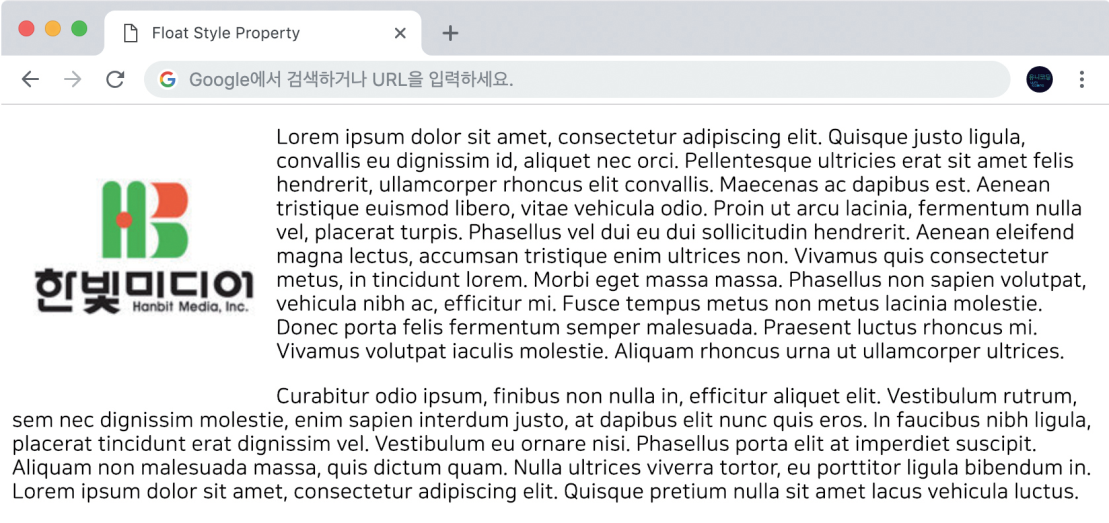 Float Style Property
Google에서 검색하거나 URL을 입력하세요.
한빛미디어
Hanbit Media, Inc.
Lorem ipsum dolor sit amet, consectetur adipiscing elit. Quisque justo ligula,
convallis eu dignissim id, aliquet nec orci. Pellentesque ultricies erat sit amet felis
hendrerit, ullamcorper rhoncus elit convallis. Maecenas ac dapibus est. Aenean
tristique euismod libero, vitae vehicula odio. Proin ut arcu lacinia, fermentum nulla
vel, placerat turpis. Phasellus vel dui eu dui sollicitudin hendrerit. Aenean eleifend
magna lectus, accumsan tristique enim ultrices non. Vivamus quis consectetur
metus, in tincidunt lorem. Morbi eget massa massa. Phasellus non sapien volutpat,
vehicula nibh ac, efficitur mi. Fusce tempus metus non metus lacinia molestie.
Donec porta felis fermentum semper malesuada. Praesent luctus rhoncus mi.
Vivamus volutpat iaculis molestie. Aliquam rhoncus urna ut ullamcorper ultrices.
Curabitur odio ipsum, finibus non nulla in, efficitur aliquet elit. Vestibulum rutrum,
sem nec dignissim molestie, enim sapien interdum justo, at dapibus elit nunc quis eros. In faucibus nibh ligula,
placerat tincidunt erat dignissim vel. Vestibulum eu ornare nisi. Phasellus porta elit at imperdiet suscipit.
Aliquam non malesuada massa, quis dictum quam. Nulla ultrices viverra tortor, eu porttitor ligula bibendum in.
Lorem ipsum dolor sit amet, consectetur adipiscing elit. Quisque pretium nulla sit amet lacus vehicula luctus.